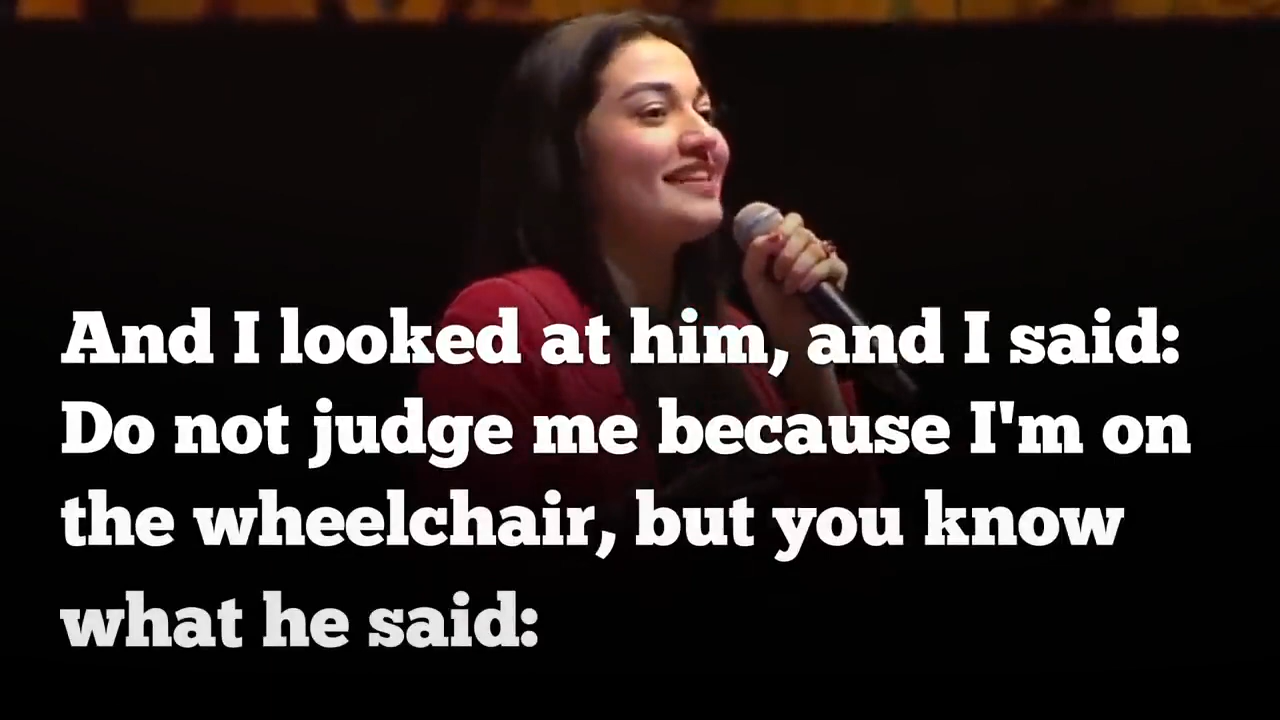 And I looked at him, and I said:
Do not judge me because I'm on
the wheelchair, but you know
what he said: